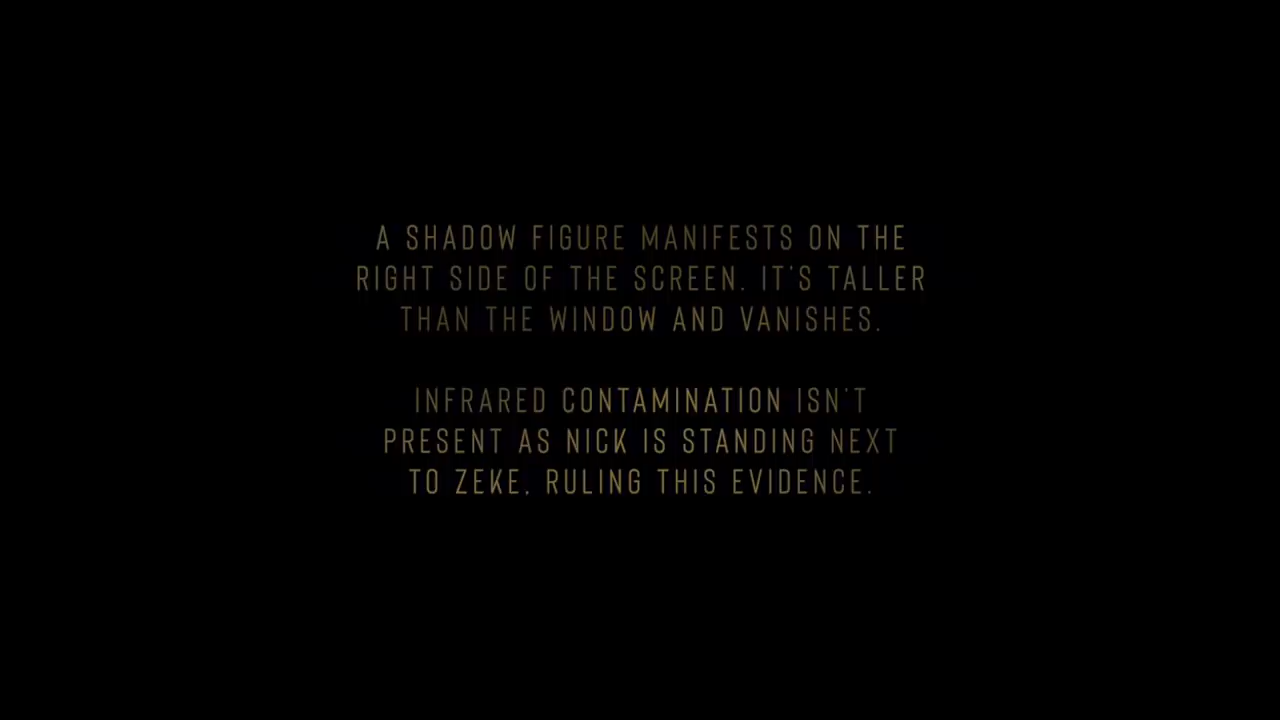 A SHADOW FIGURE MANIFESTS ON THE
RIGHT SIDE OF THE SCREEN. IT'S TALLER
THAN THE WINDOW AND VANISHES.
INFRARED CONTAMINATION ISN'T
PRESENT AS NICK IS STANDING NEXT
TO ZEKE, RULING THIS EVIDENCE.